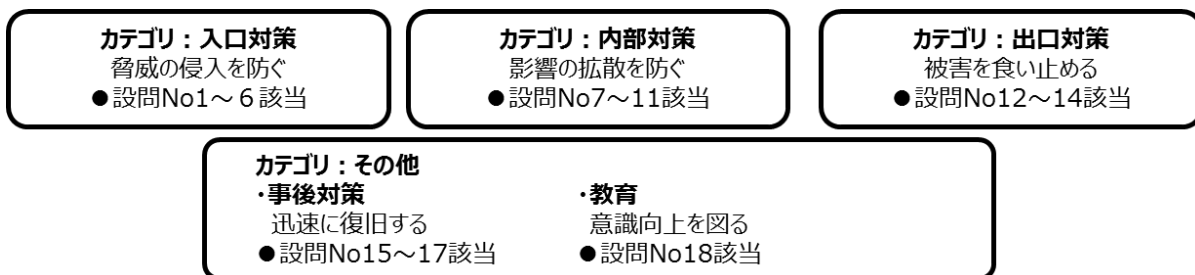 カテゴリ：入口対策
脅威の侵入を防ぐ
●設問No1～６該当
カテゴリ：内部対策
影響の拡散を防ぐ
●設問No7～11該当
カテゴリ：出口対策
被害を食い止める
●設問No12～14該当
カテゴリ：その他
・事後対策
迅速に復旧する
●設問No15～17該当
・教育
意識向上を図る
●設問No18該当